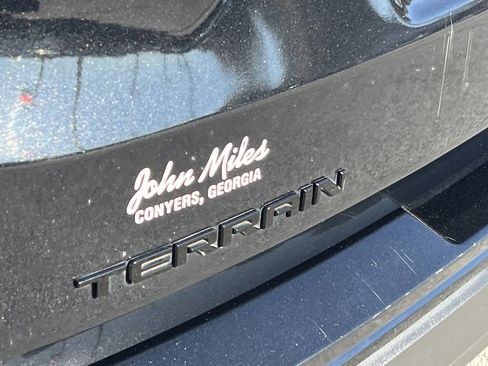 John Miles
CONYERS, GEORGIA
TERRAIN